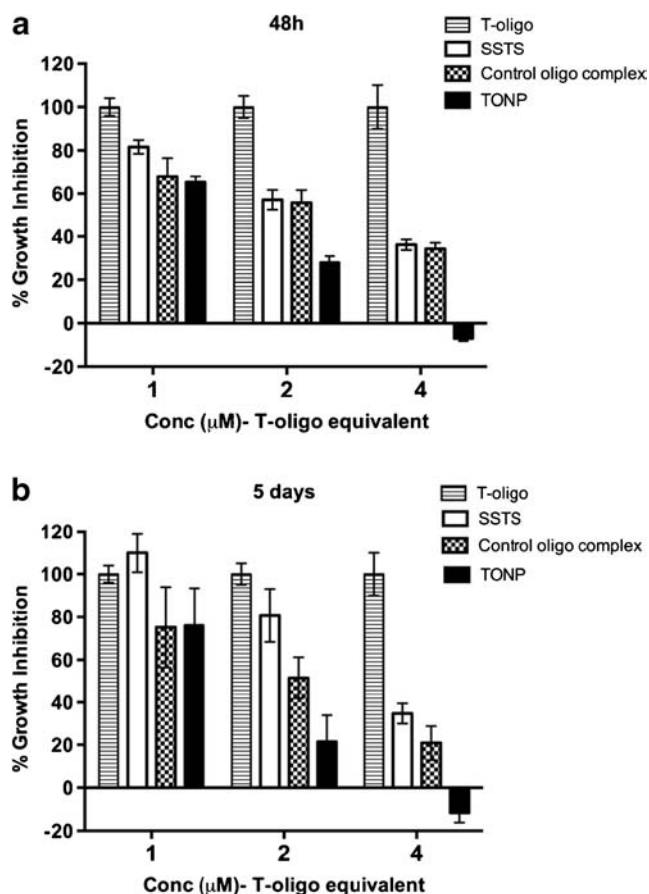 a
48h
T-oligo
SSTS
Control oligo complex
TONP
% Growth Inhibition
120
100
80
60
40
20
0
-20
1 2 4
Conc (μM)- T-oligo equivalent
b
5 days
T-oligo
SSTS
Control oligo complex
TONP
% Growth Inhibition
120
100
80
60
40
20
0
-20
1 2 4
Conc (μM)- T-oligo equivalent